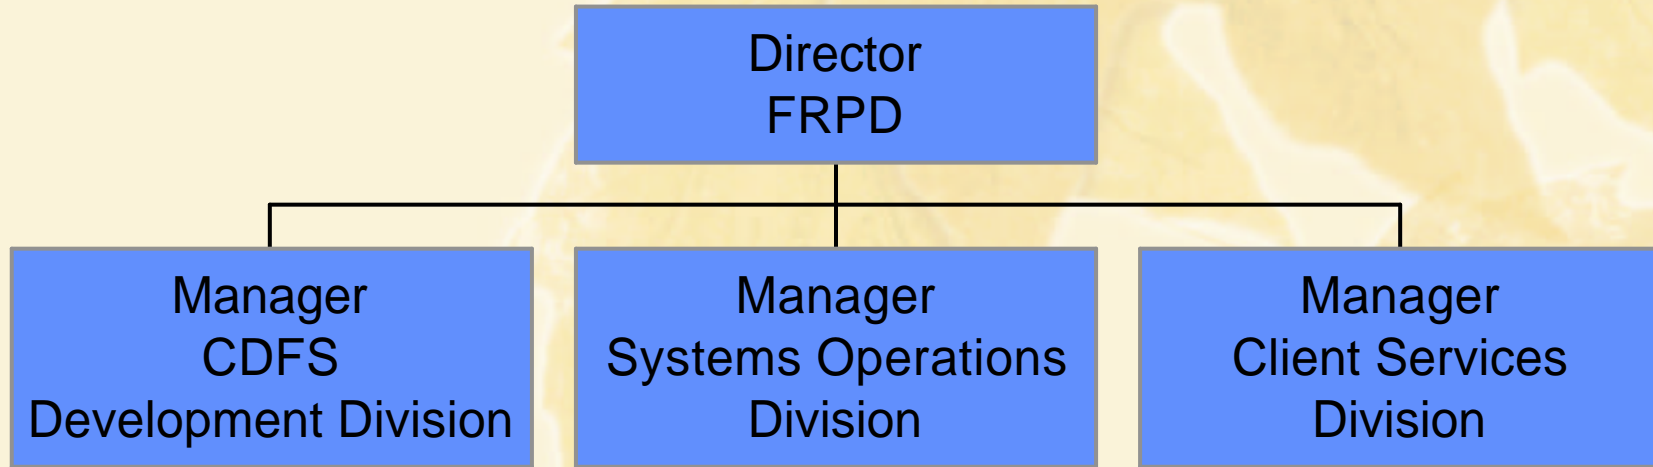 Director
FRPD
Manager
CDFS
Development Division
Manager
Systems Operations
Division
Manager
Client Services
Division